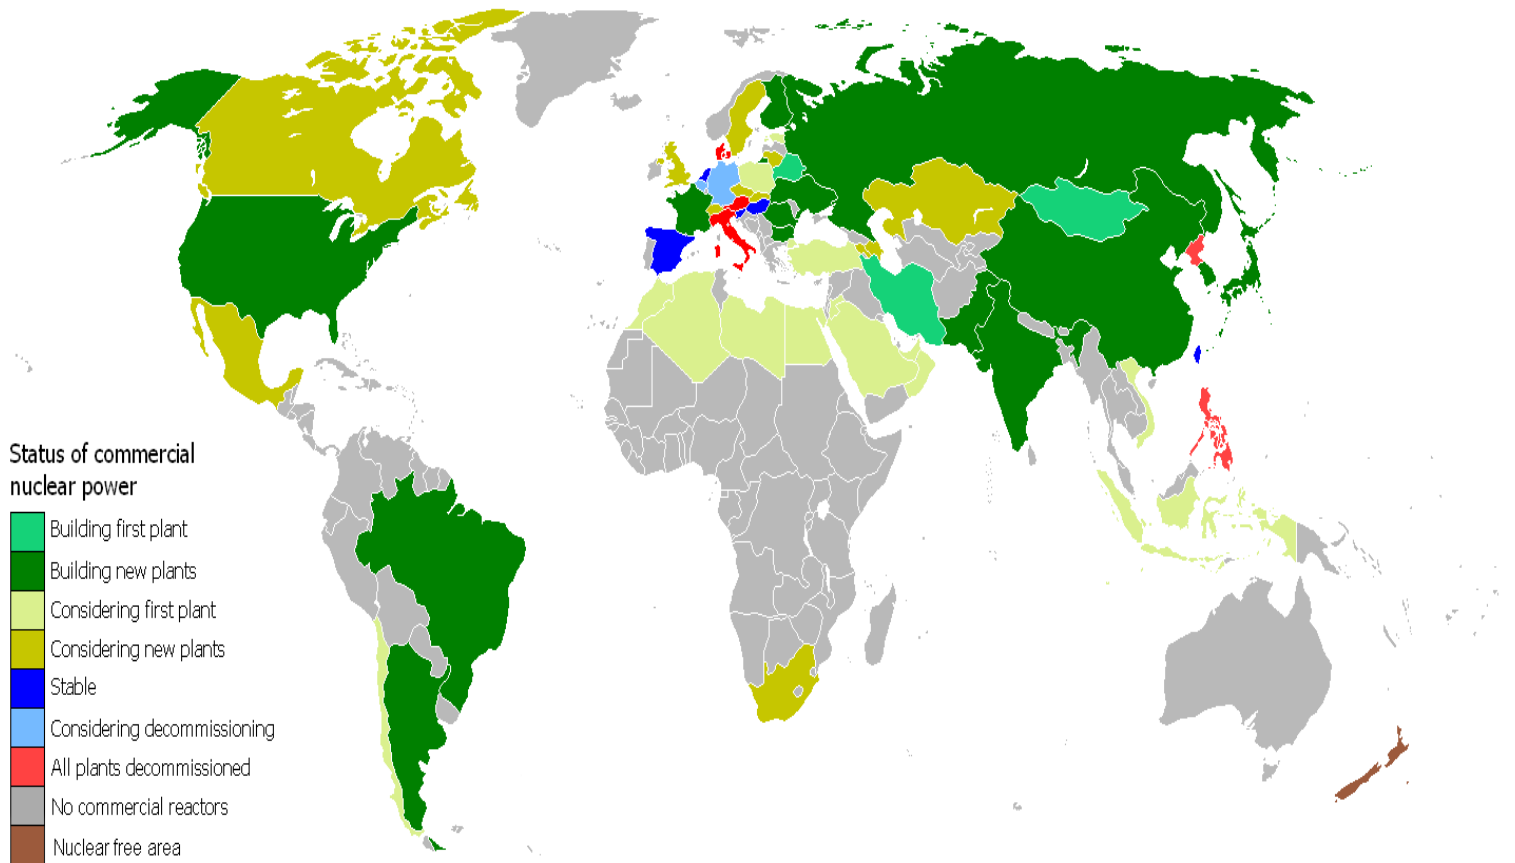 Status of commercial
nuclear power
Building first plant
Building new plants
Considering first plant
Considering new plants
Stable
Considering decommissioning
All plants decommissioned
No commercial reactors
Nuclear free area